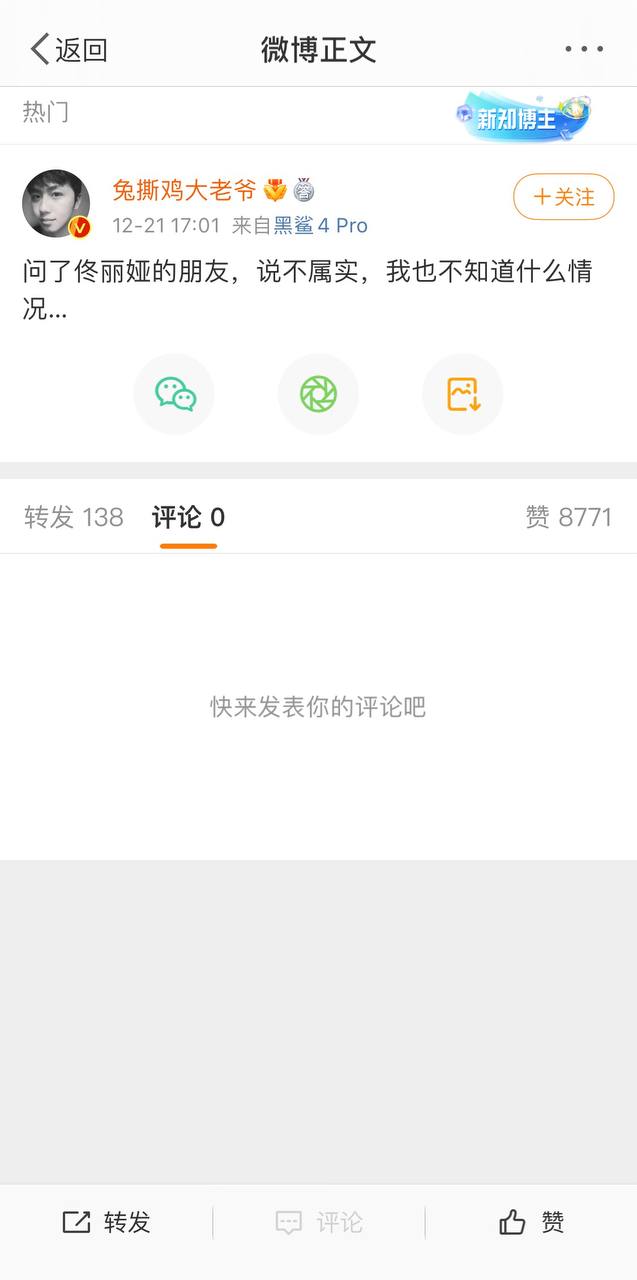 返回
微博正文
热门
新知博主
兔撕鸡大老爷
+关注
12-21 17:01 来自黑鲨4 Pro
问了佟丽娅的朋友，说不属实，我也不知道什么情
况...
转发 138
评论 0
赞 8771
快来发表你的评论吧
转发
评论
赞